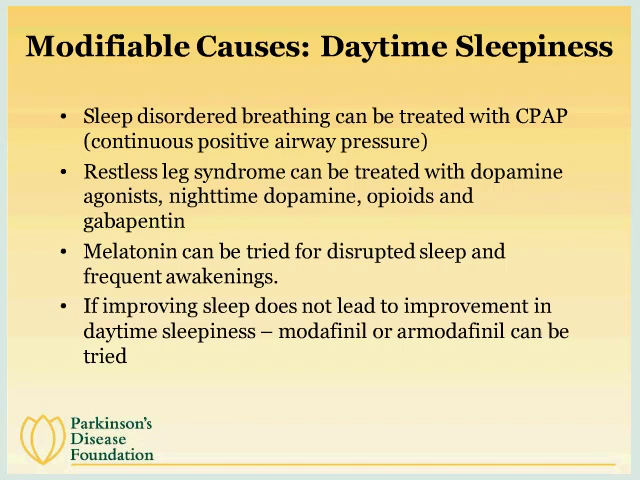 Modifiable Causes: Daytime Sleepiness
• Sleep disordered breathing can be treated with CPAP
(continuous positive airway pressure)
• Restless leg syndrome can be treated with dopamine
agonists, nighttime dopamine, opioids and
gabapentin
• Melatonin can be tried for disrupted sleep and
frequent awakenings.
• If improving sleep does not lead to improvement in
daytime sleepiness – modafinil or armodafinil can be
tried
Parkinson's
Disease
Foundation